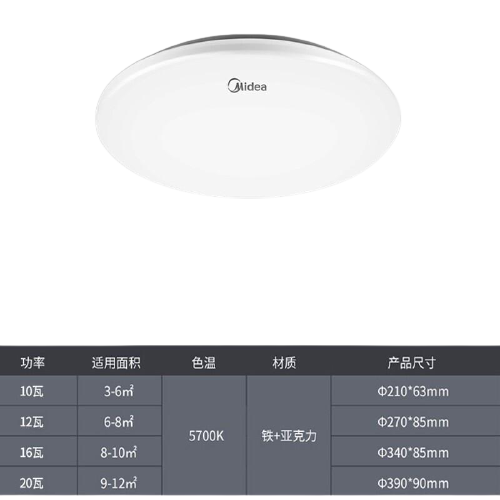 Midea
功率 适用面积 色温 材质 产品尺寸
10瓦 3-6㎡ Φ210*63mm
12瓦 6-8㎡ Φ270*85mm
5700K 铁+亚克力
16瓦 8-10㎡ Φ340*85mm
20瓦 9-12㎡ Φ390*90mm